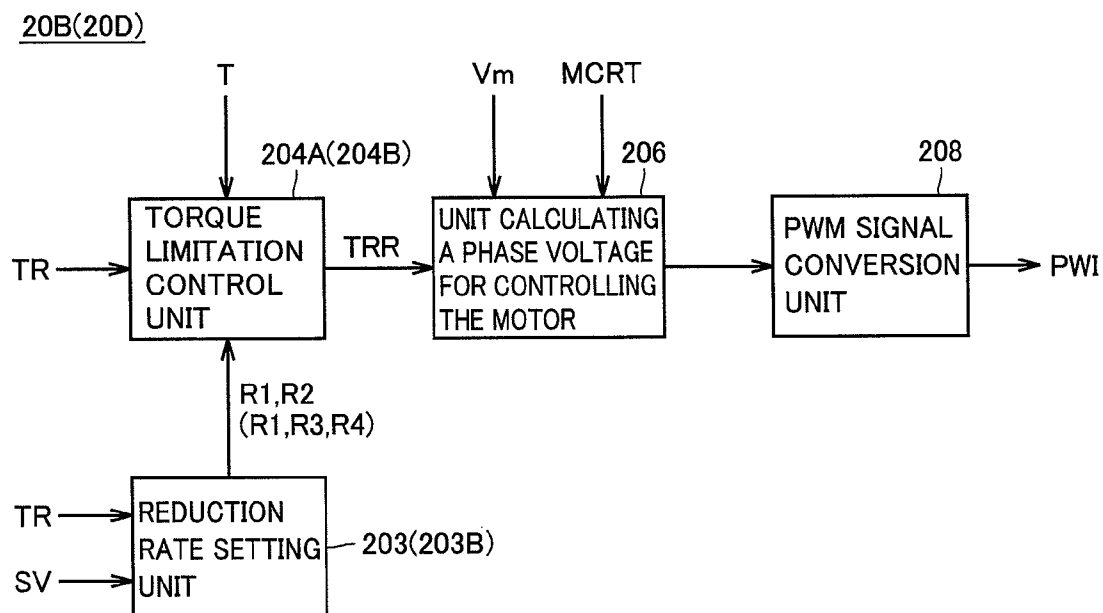 20B(20D)
T
Vm
MCRT
204A(204B)
206
208
TR
TORQUE
LIMITATION
CONTROL
UNIT
TRR
UNIT CALCULATING
A PHASE VOLTAGE
FOR CONTROLLING
THE MOTOR
PWM SIGNAL
CONVERSION
UNIT
PWI
R1,R2
(R1,R3,R4)
TR
SV
REDUCTION
RATE SETTING
UNIT
203(203B)